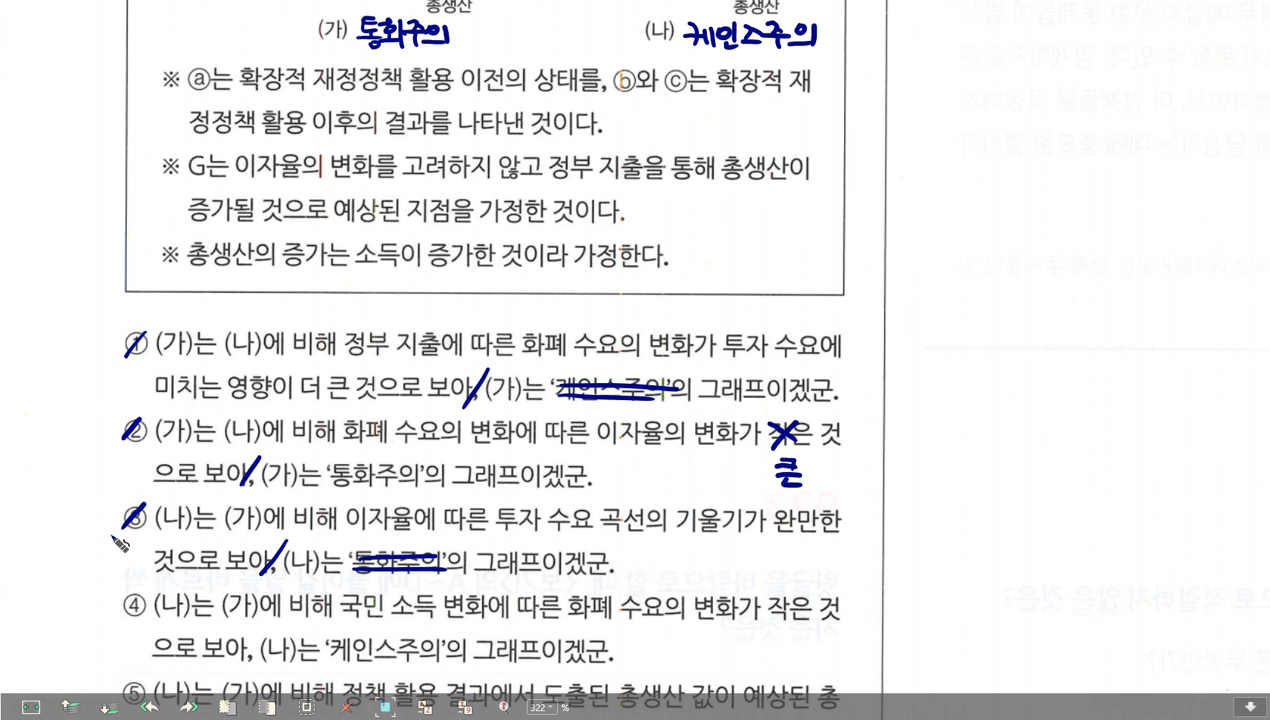 총생산 총생산
(가) 통화주의 (나) 케인스주의
※ ⓐ는 확장적 재정정책 활용 이전의 상태를, ⓑ와 ⓒ는 확장적 재
정정책 활용 이후의 결과를 나타낸 것이다.
※ G는 이자율의 변화를 고려하지 않고 정부 지출을 통해 총생산이
증가될 것으로 예상된 지점을 가정한 것이다.
※ 총생산의 증가는 소득이 증가한 것이라 가정한다.
① (가)는 (나)에 비해 정부 지출에 따른 화폐 수요의 변화가 투자 수요에
미치는 영향이 더 큰 것으로 보아, (가)는 ‘케인스주의’의 그래프이겠군.
② (가)는 (나)에 비해 화폐 수요의 변화에 따른 이자율의 변화가 작은 것
큰
으로 보아, (가)는 ‘통화주의’의 그래프이겠군.
③ (나)는 (가)에 비해 이자율에 따른 투자 수요 곡선의 기울기가 완만한
것으로 보아, (나)는 ‘통화주의’의 그래프이겠군.
④ (나)는 (가)에 비해 국민 소득 변화에 따른 화폐 수요의 변화가 작은 것
으로 보아, (나)는 ‘케인스주의’의 그래프이겠군.
⑤ (나)는 (가)에 비해 정책 활용 결과에서 도출된 총생산 값이 예상된 총
322 %